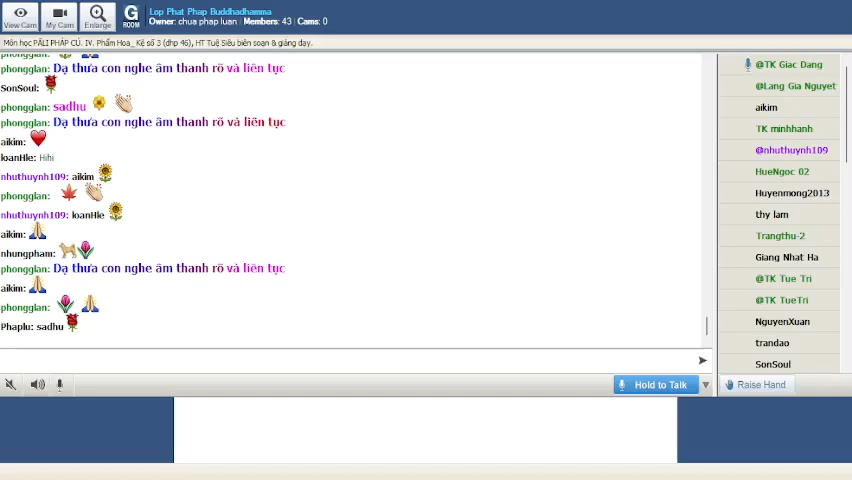 Lop Phat Phap Buddhadhamma
Owner: chua phap luan | Members: 43 | Cams: 0
View Cam
My Cam
Enlarge
G
ROOM
Môn học PĀLI PHÁP CÚ. IV. Phẩm Hoa_ Kệ số 3 (dhp 46), HT Tuệ Siêu biên soạn & giảng dạy.
phongglan: Dạ thưa con nghe âm thanh rõ và liên tục
SonSoul:
phongglan: sadhu
phongglan: Dạ thưa con nghe âm thanh rõ và liên tục
aikim:
loanHle: Hihi
nhuthuynh109: aikim
phongglan:
nhuthuynh109: loanHle
aikim:
nhungpham:
phongglan: Dạ thưa con nghe âm thanh rõ và liên tục
aikim:
phongglan:
Phaplu: sadhu
Hold to Talk
@TK Giac Dang
@Lang Gia Nguyet
aikim
TK minhhanh
@nhuthuynh109
HueNgoc 02
Huyenmong2013
thy lam
Trangthu-2
Giang Nhat Ha
@TK Tue Tri
@TK TueTri
NguyenXuan
trandao
SonSoul
Raise Hand